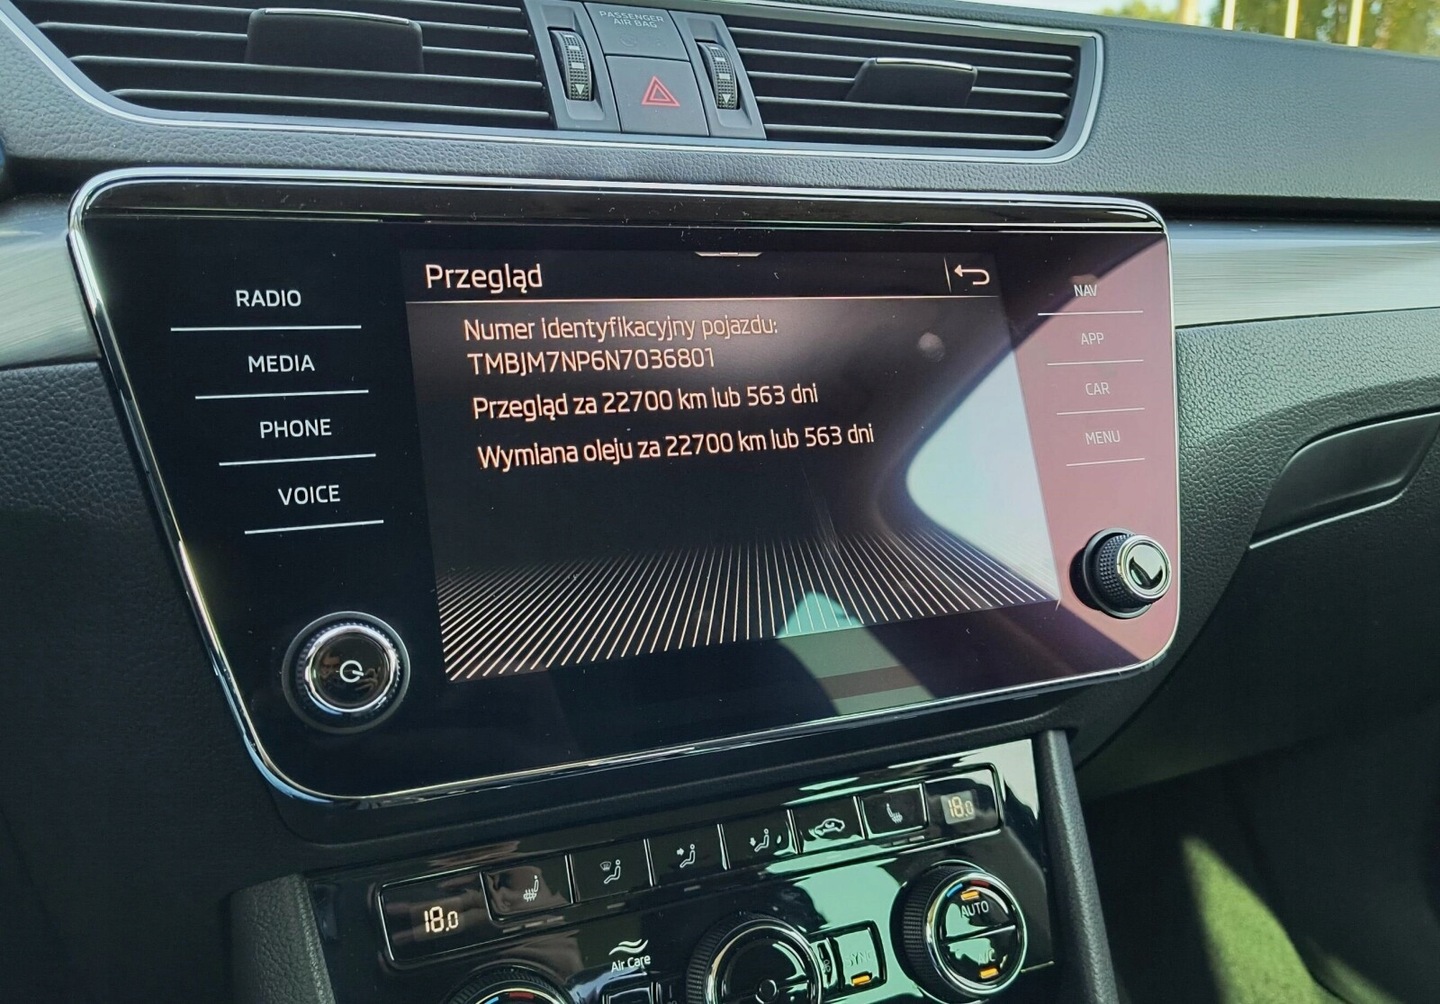 PASSENGER
AIR BAG
Przegląd
Numer identyfikacyjny pojazdu:
TMBJM7NP6N7036801
Przegląd za 22700 km lub 563 dni
Wymiana oleju za 22700 km lub 563 dni
RADIO
MEDIA
PHONE
VOICE
NAV
APP
CAR
MENU
18.0
18.0
Air Care
SYNC
AUTO
A/C